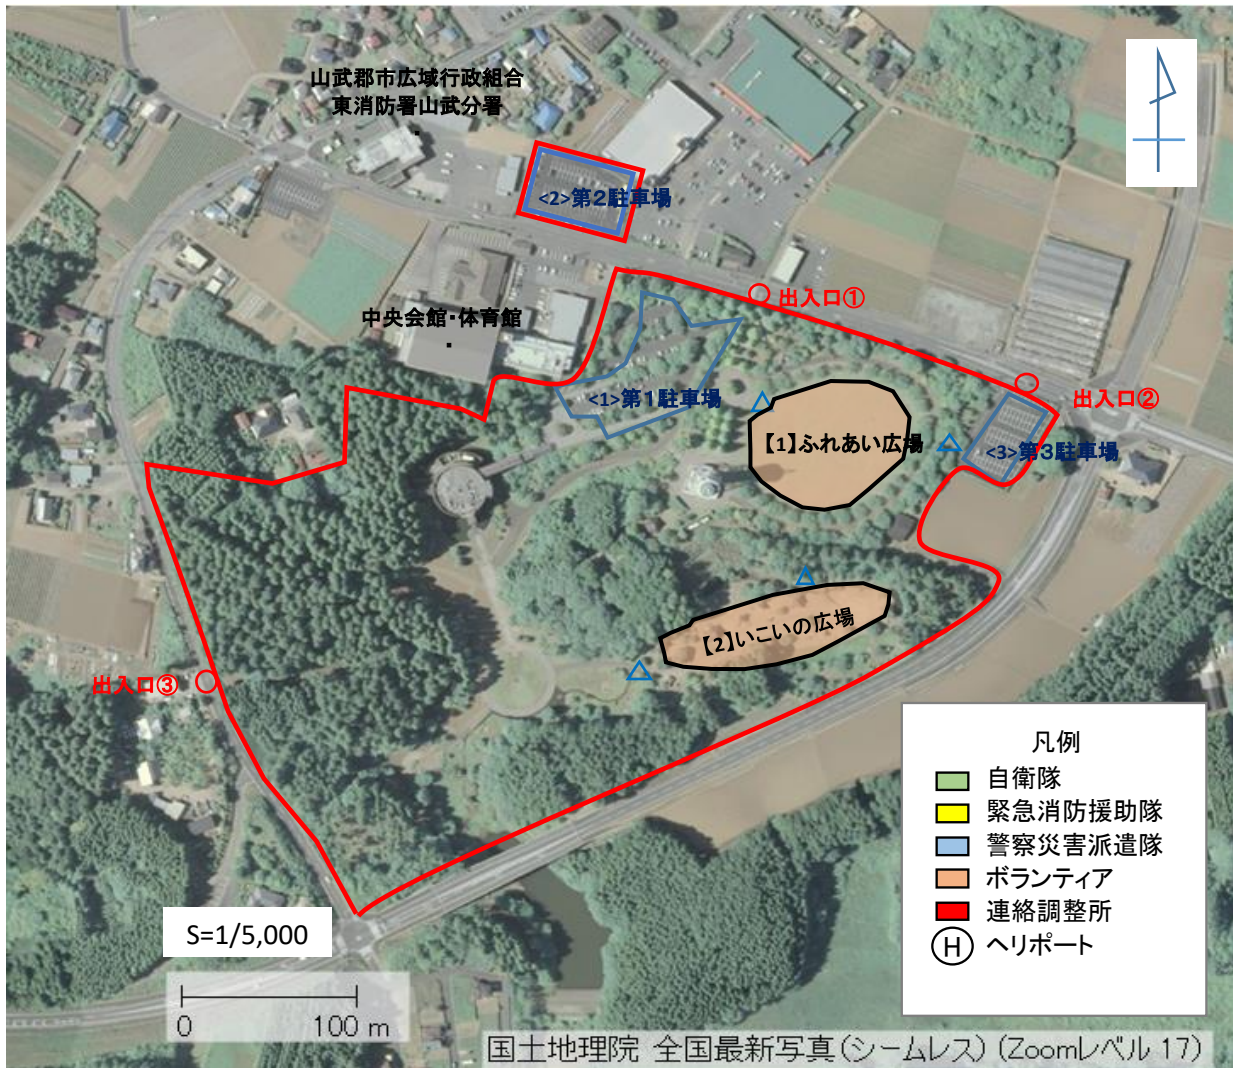 山武郡市広域行政組合
東消防署山武分署
<2>第２駐車場
出入口①
中央会館・体育館
<1>第１駐車場
出入口②
【1】ふれあい広場
<3>第３駐車場
【2】いこいの広場
出入口③
凡例
自衛隊
緊急消防援助隊
警察災害派遣隊
ボランティア
連絡調整所
H ヘリポート
S=1/5,000
0 100 m
国土地理院 全国最新写真(シームレス) (Zoomレベル 17)